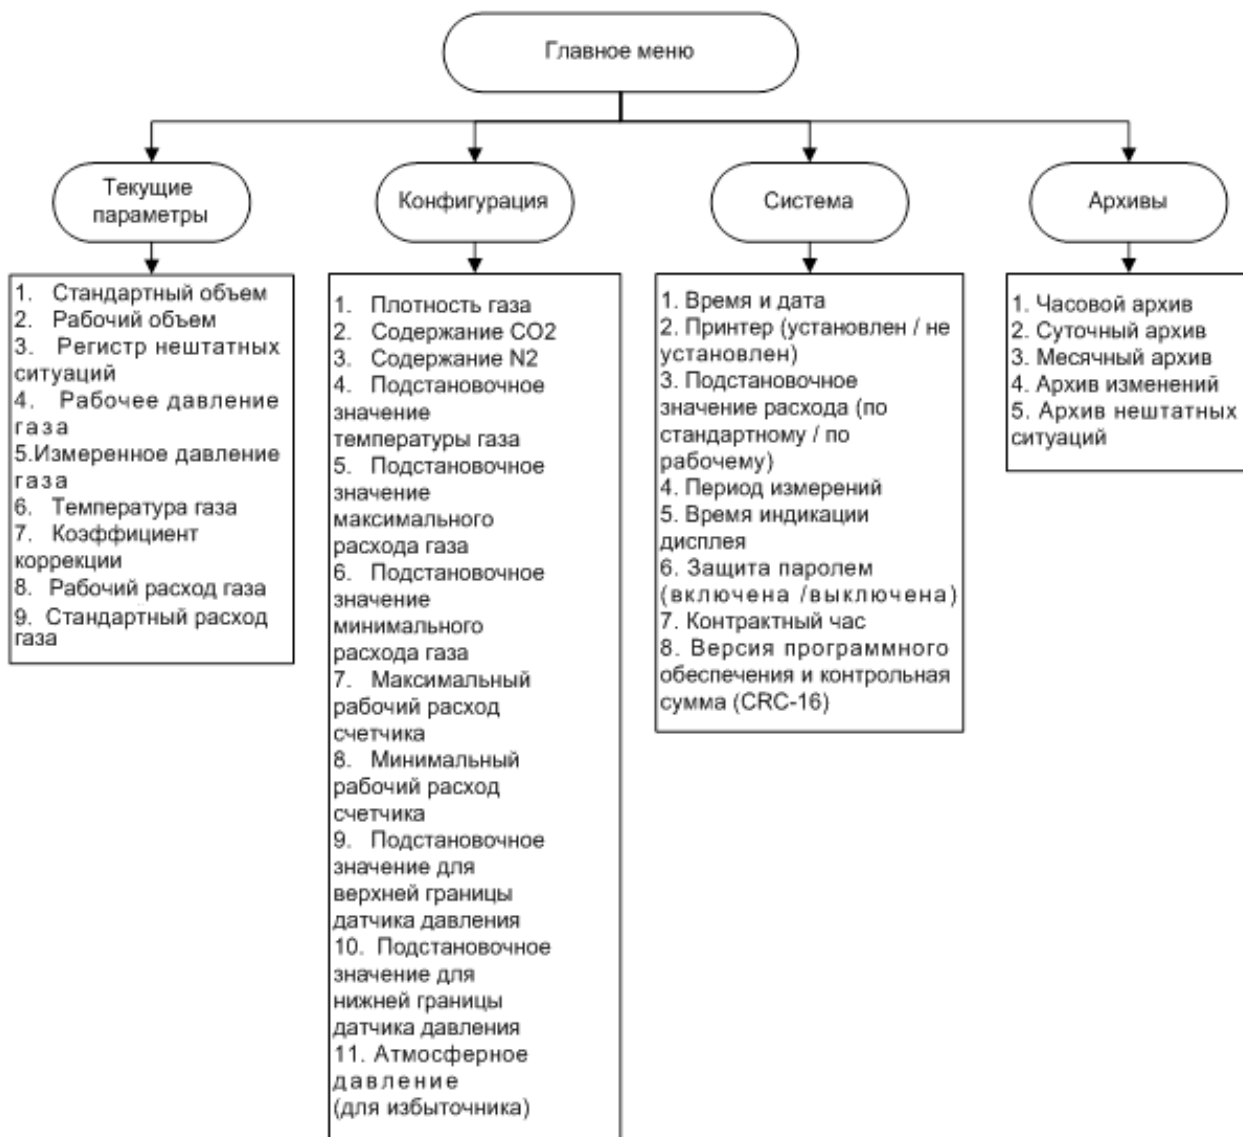 Главное меню
Текущие
параметры
Конфигурация
Система
Архивы
1. Стандартный объем
2. Рабочий объем
3. Регистр нештатных
ситуаций
4. Рабочее давление
газа
5.Измеренное давление
газа
6. Температура газа
7. Коэффициент
коррекции
8. Рабочий расход газа
9. Стандартный расход
газа
1. Плотность газа
2. Содержание CO2
3. Содержание N2
4. Подстановочное
значение
температуры газа
5. Подстановочное
значение
максимального
расхода газа
6. Подстановочное
значение
минимального
расхода газа
7. Максимальный
рабочий расход
счетчика
8. Минимальный
рабочий расход
счетчика
9. Подстановочное
значение для
верхней границы
датчика давления
10. Подстановочное
значение для
нижней границы
датчика давления
11. Атмосферное
давление
(для избыточника)
1. Время и дата
2. Принтер (установлен / не
установлен)
3. Подстановочное
значение расхода (по
стандартному / по
рабочему)
4. Период измерений
5. Время индикации
дисплея
6. Защита паролем
(включена /выключена)
7. Контрактный час
8. Версия программного
обеспечения и контрольная
сумма (CRC-16)
1. Часовой архив
2. Суточный архив
3. Месячный архив
4. Архив изменений
5. Архив нештатных
ситуаций